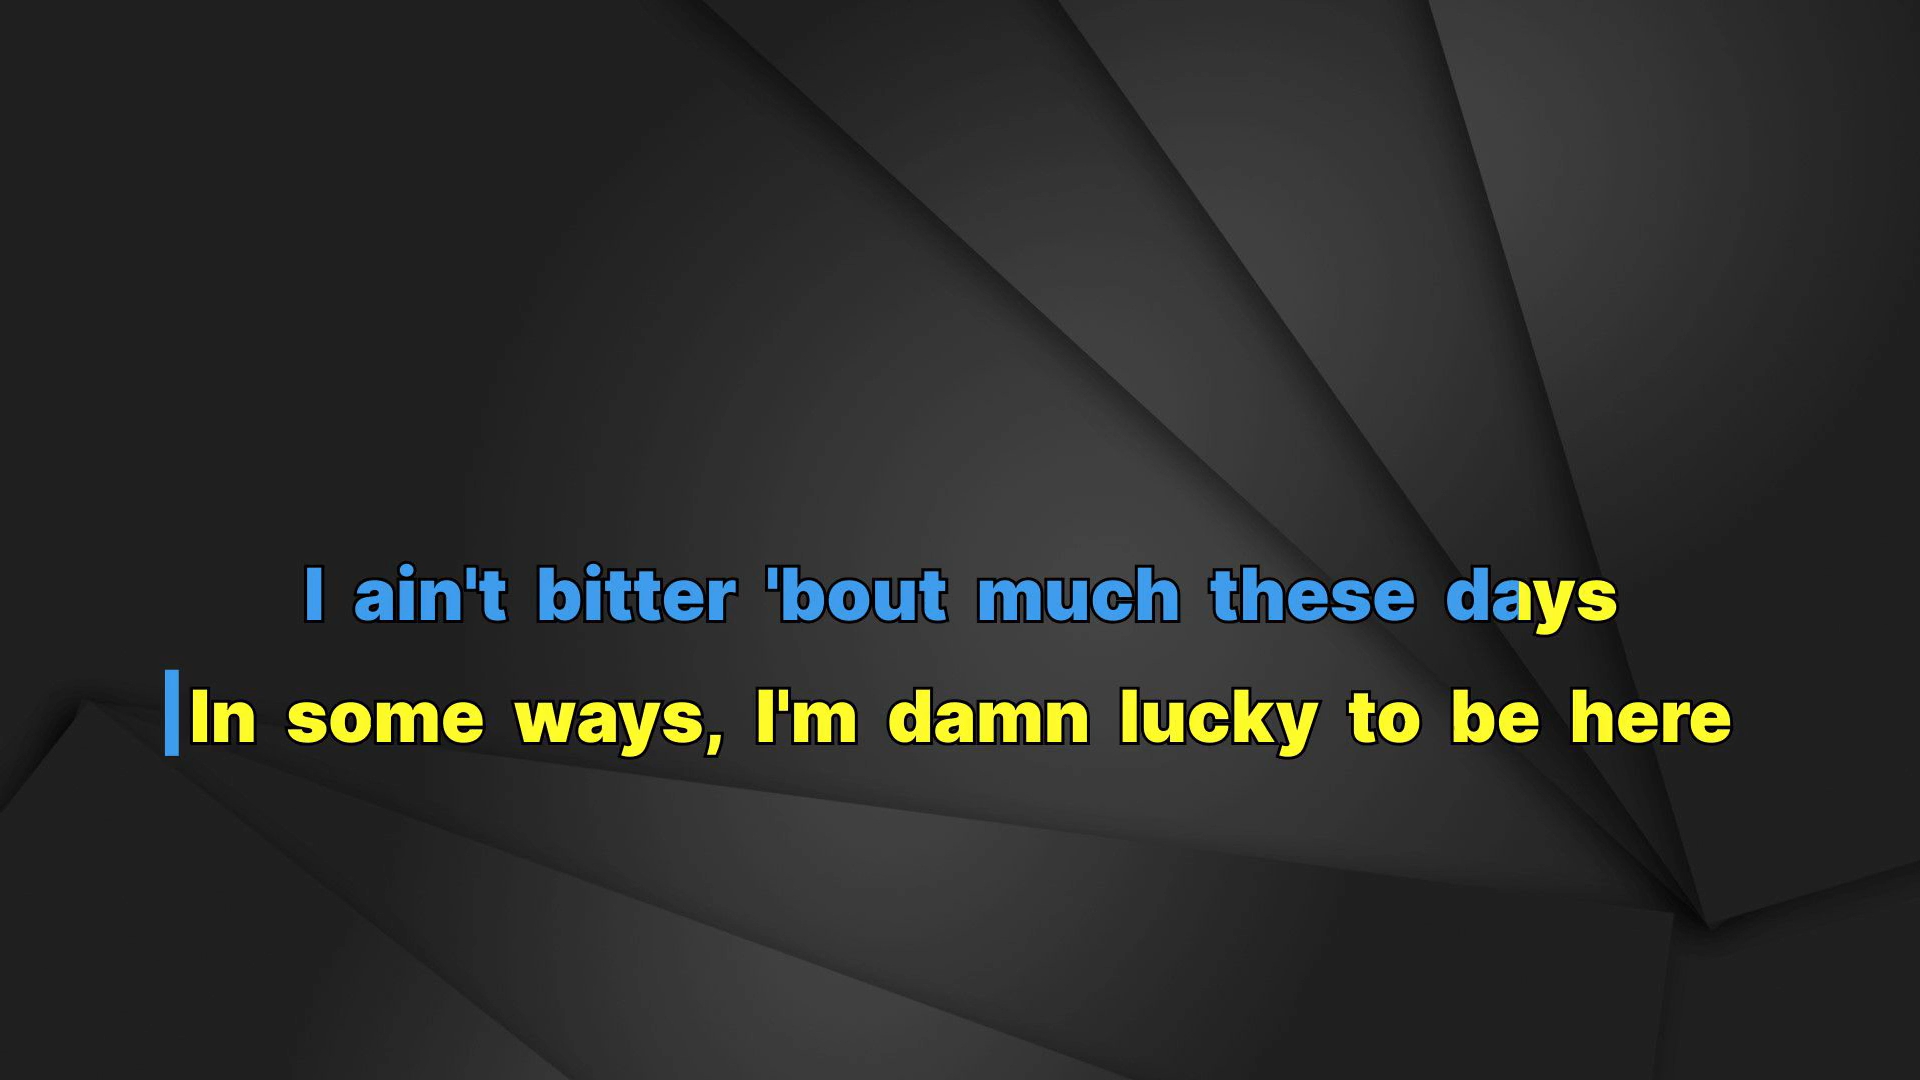 I ain't bitter 'bout much these days
In some ways, I'm damn lucky to be here